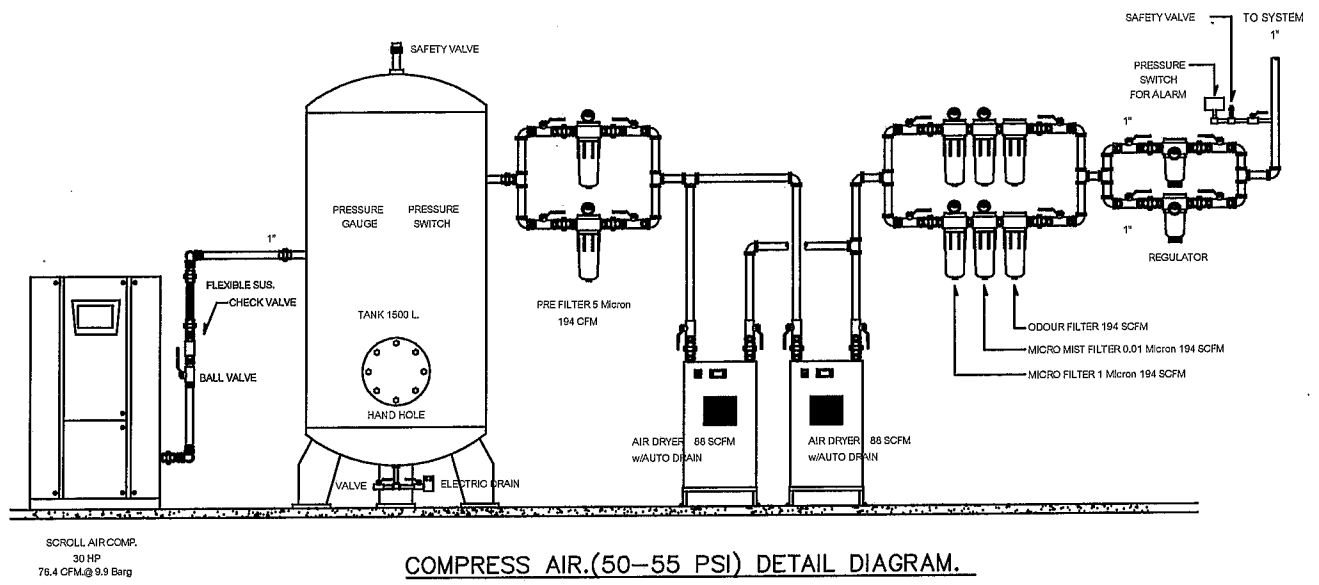 SAFETY VALVE
TO SYSTEM
1"
SAFETY VALVE
PRESSURE
SWITCH
FOR ALARM
1"
PRESSURE
GAUGE
PRESSURE
SWITCH
1"
1"
REGULATOR
FLEXIBLE SUS.
CHECK VALVE
PRE FILTER 5 Micron
194 CFM
TANK 1500 L.
ODOUR FILTER 194 SCFM
MICRO MIST FILTER 0.01 Micron 194 SCFM
MICRO FILTER 1 Micron 194 SCFM
BALL VALVE
HAND HOLE
AIR DRYER 88 SCFM
w/AUTO DRAIN
AIR DRYER 88 SCFM
w/AUTO DRAIN
VALVE
ELECTRIC DRAIN
SCROLL AIR COMP.
30 HP
76.4 CFM.@ 9.9 Barg
COMPRESS AIR.(50-55 PSI) DETAIL DIAGRAM.